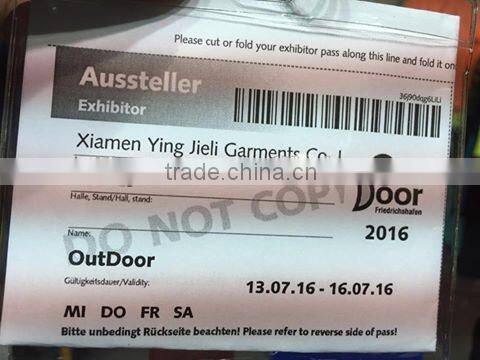 Please cut or fold your exhibitor pass along this line and fold it on
Aussteller
Exhibitor
36J90dqg6LILI
Xiamen Ying Jieli Garments Co.
trade.china.cn
Halle, Stand/Hall, stand:
Door
Friedrichshafen
DO NOT COPY
Name:
2016
OutDoor
Gültigkeitsdauer/Validity:
13.07.16 - 16.07.16
MI DO FR SA
Bitte unbedingt Rückseite beachten! Please refer to reverse side of pass!